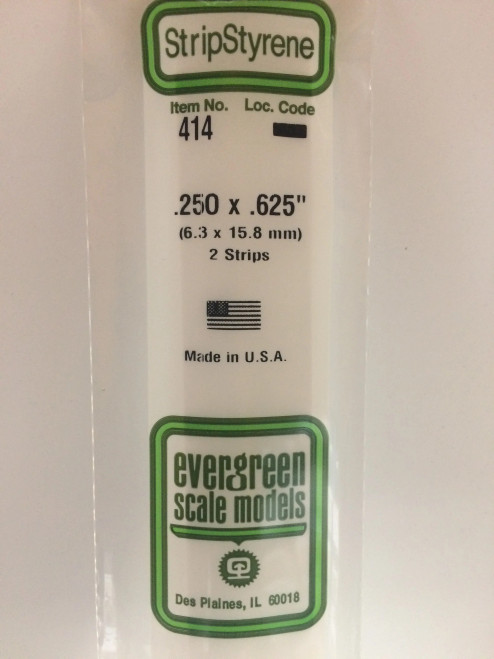 StripStyrene
Item No. Loc. Code
414
.250 x .625"
(6.3 x 15.8 mm)
2 Strips
Made in U.S.A.
evergreen
scale models
Des Plaines, IL 60018